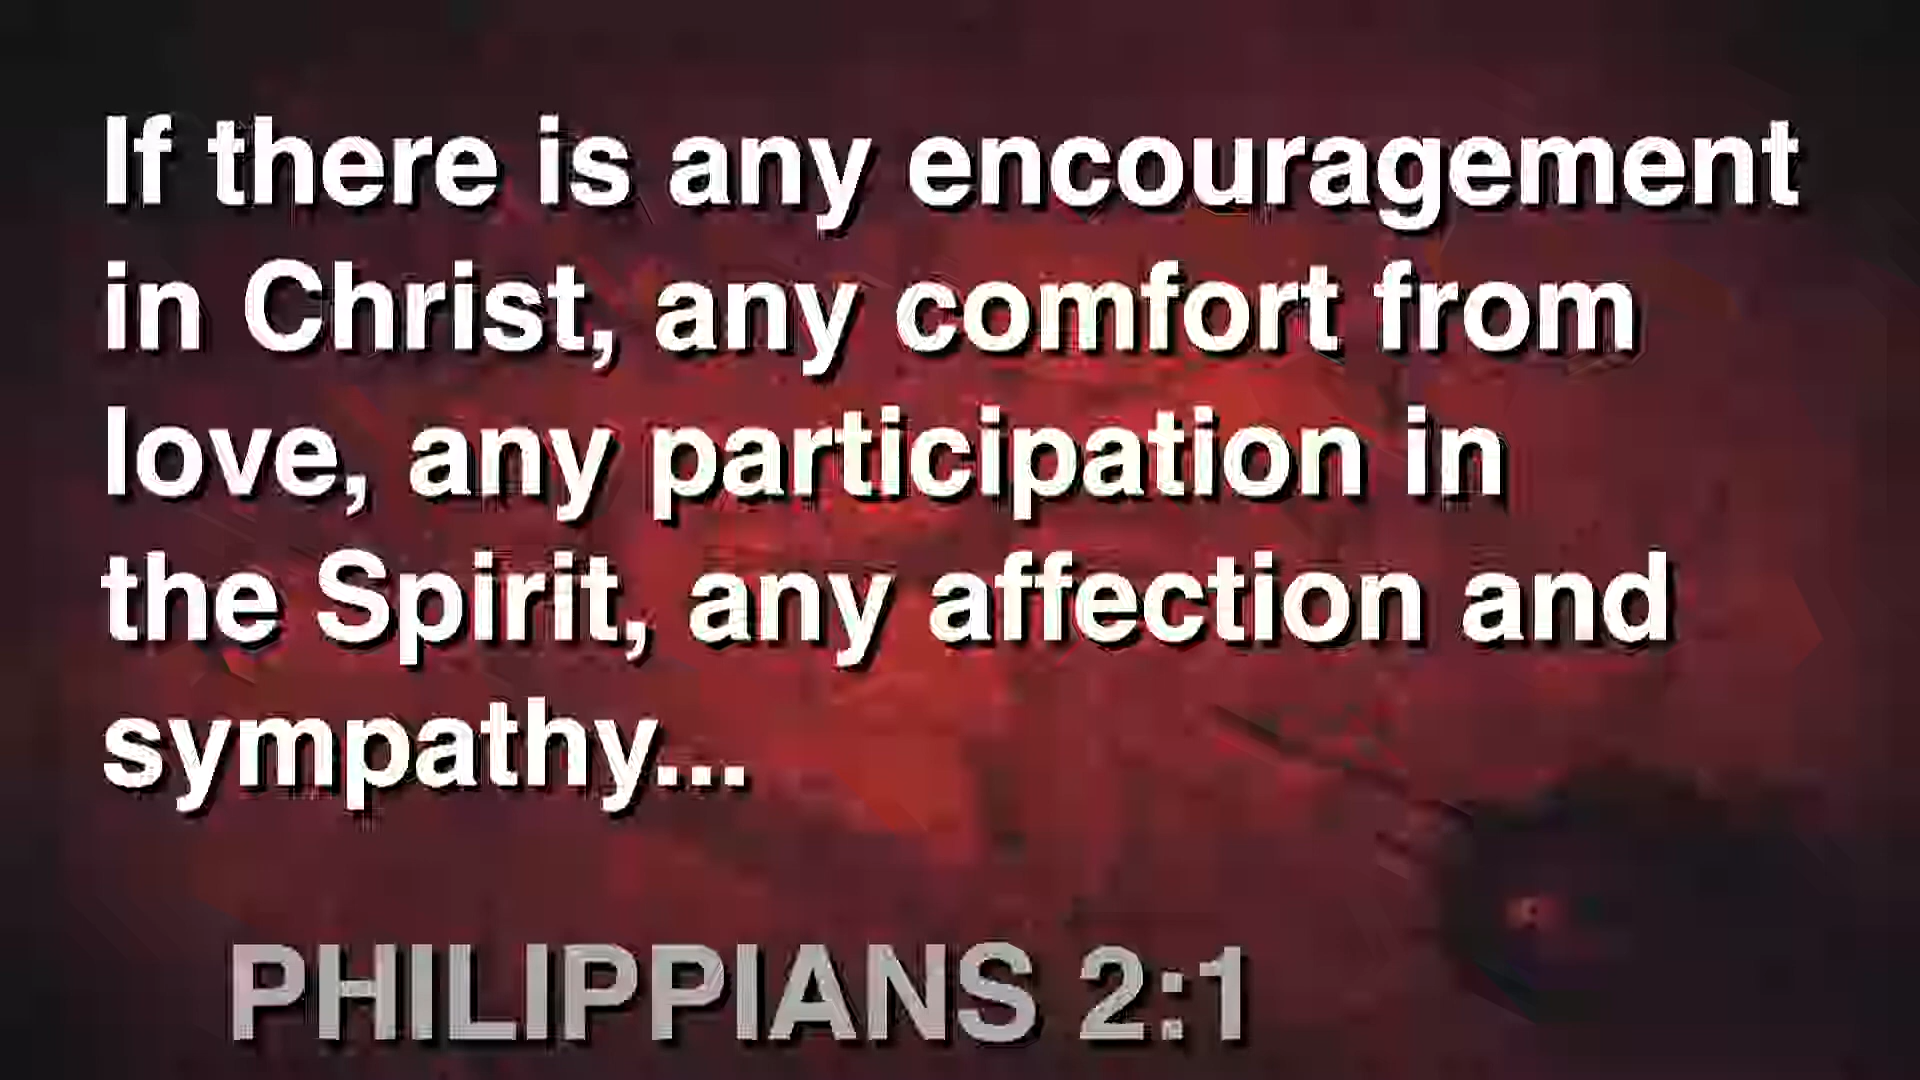 If there is any encouragement
in Christ, any comfort from
love, any participation in
the Spirit, any affection and
sympathy...
PHILIPPIANS 2:1